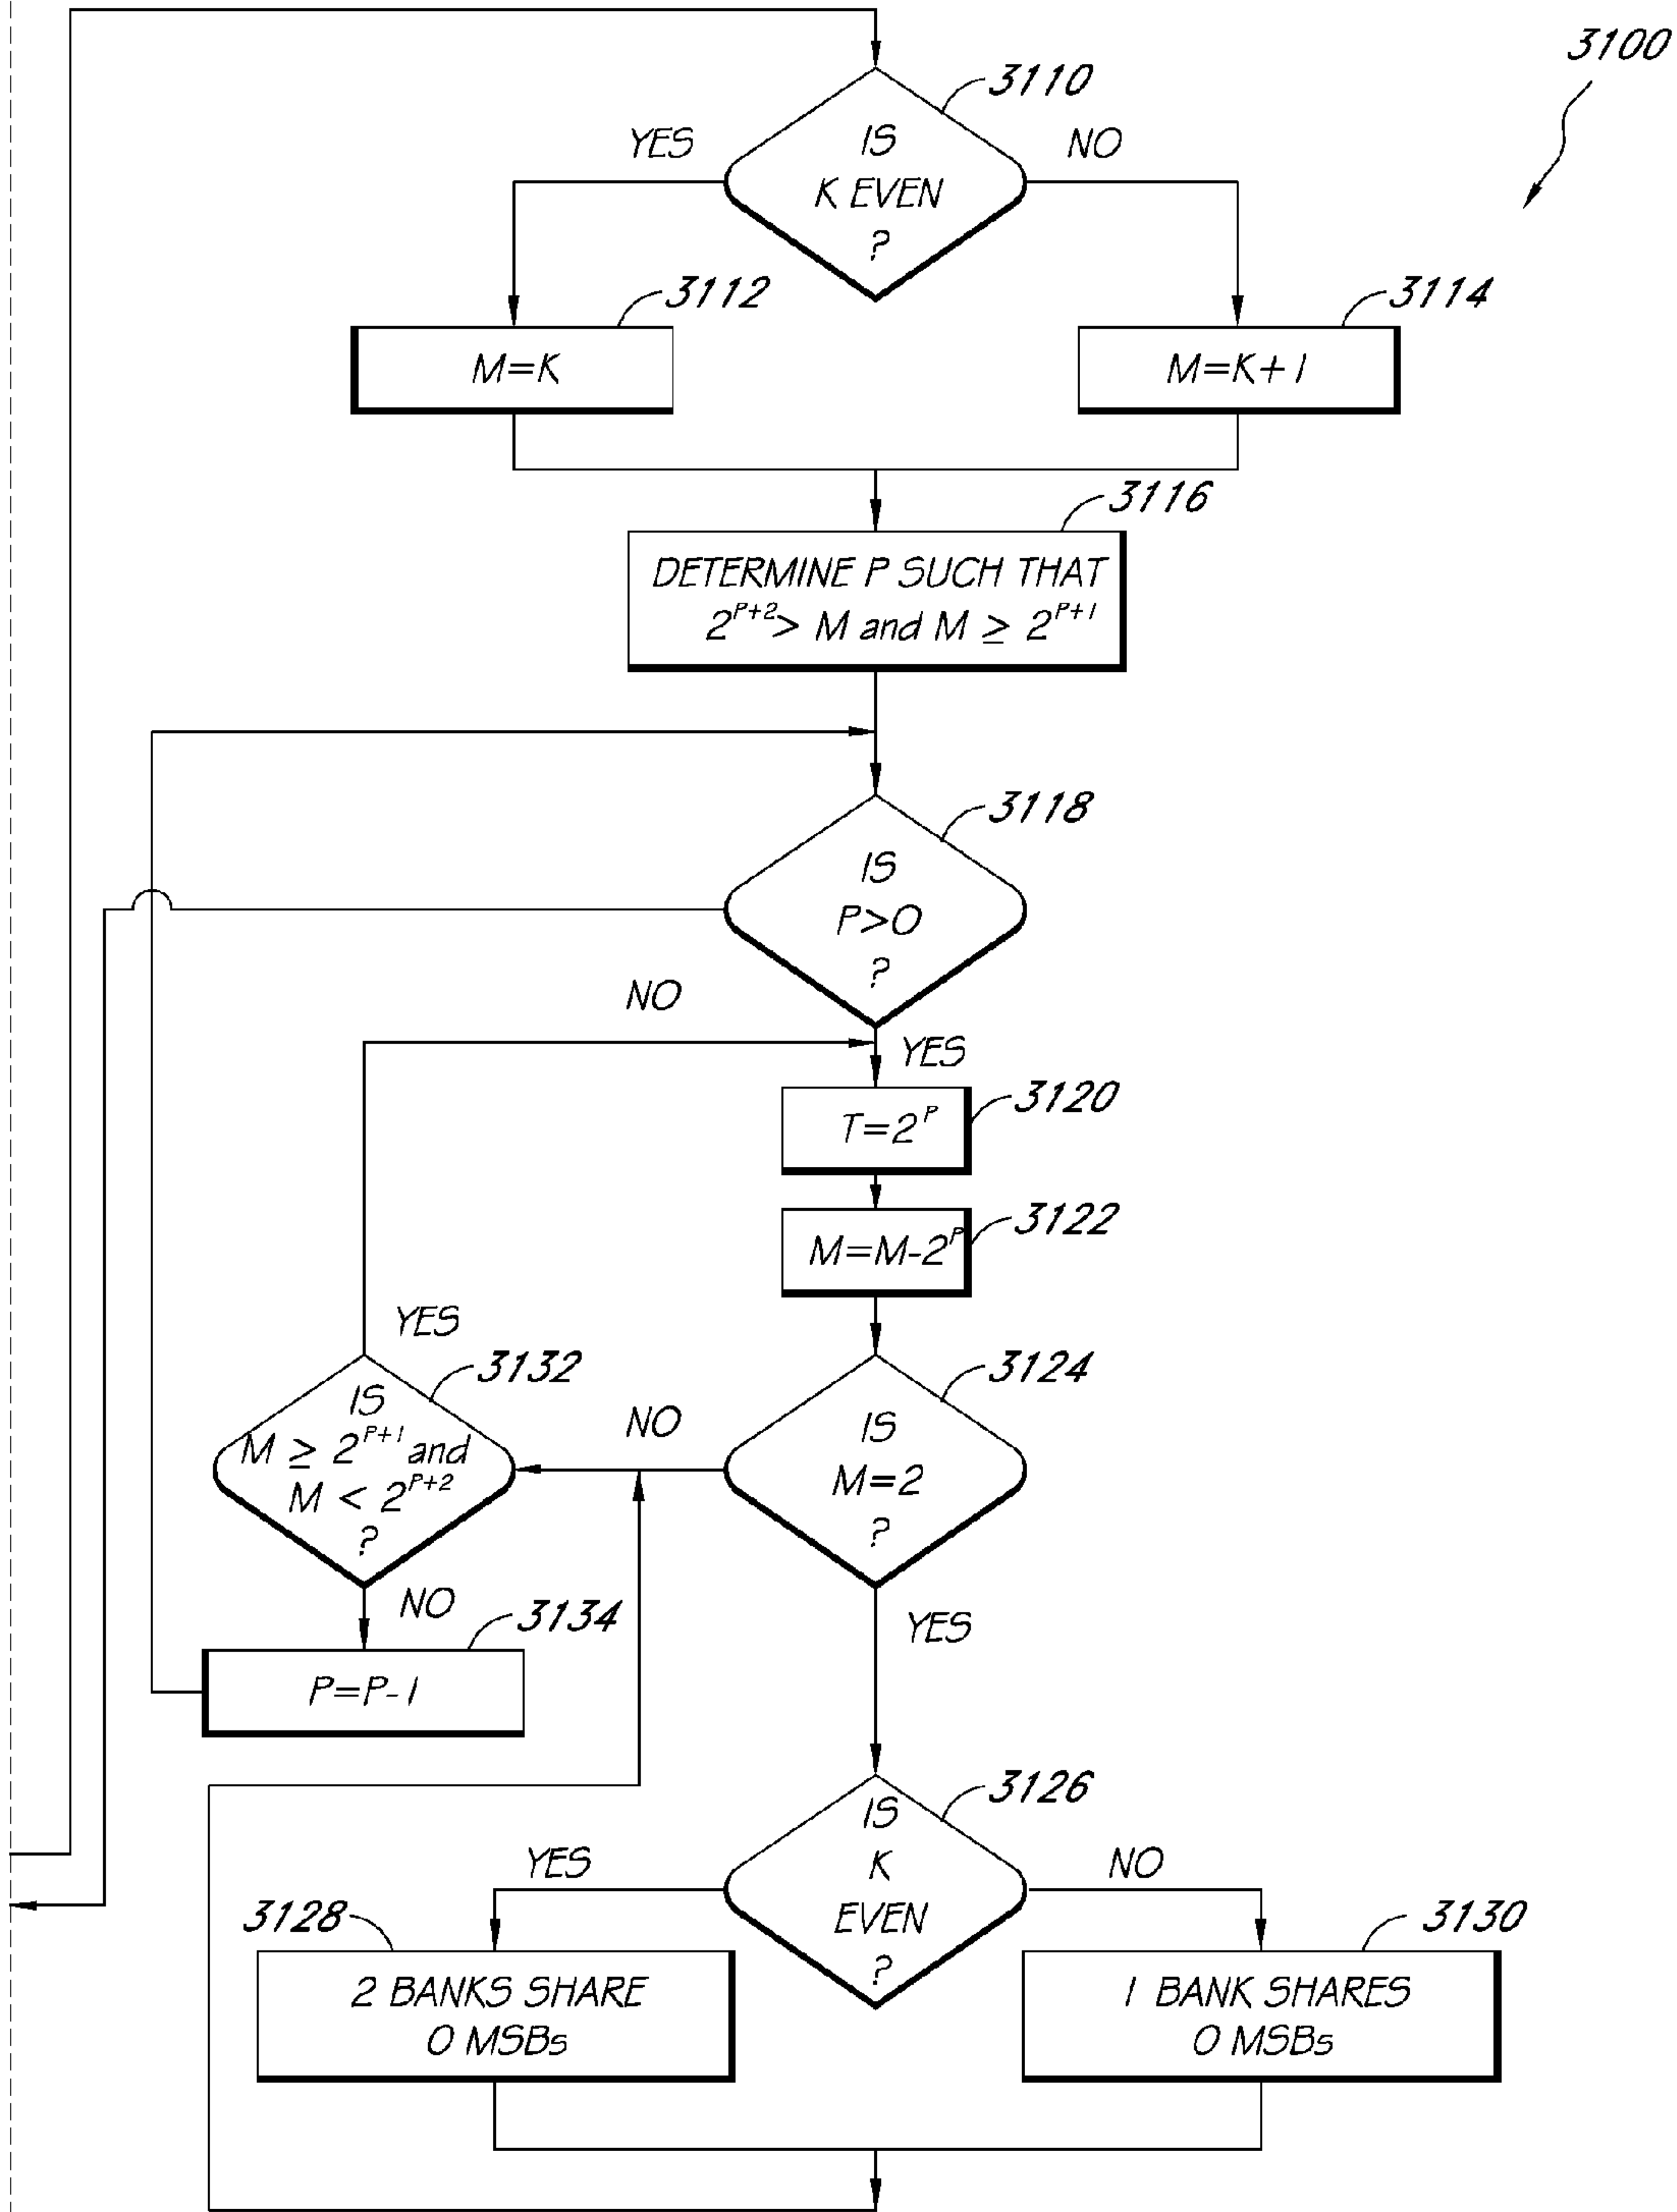 3100
3110
YES
IS
K EVEN
?
NO
3112
M=K
3114
M=K+1
3116
DETERMINE P SUCH THAT
2^{P+2}> M and M ≥ 2^{P+1}
3118
IS
P>0
?
NO
YES
3120
T=2^P
3122
M=M-2^P
YES
3132
IS
M ≥ 2^{P+1} and
M < 2^{P+2}
?
NO
3124
IS
M=2
?
NO
3134
P=P-1
YES
3126
IS
K
EVEN
?
YES
NO
3128
2 BANKS SHARE
0 MSBs
3130
1 BANK SHARES
0 MSBs